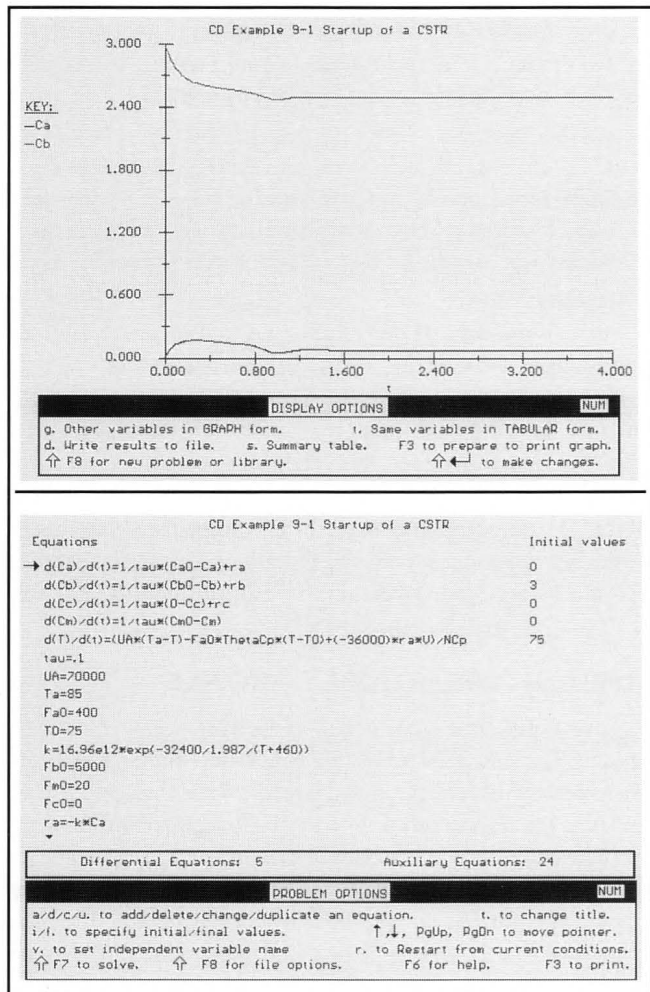 CD Example 9-1 Startup of a CSTR
3.000
KEY:
—Ca
—Cb
2.400
1.800
1.200
0.600
0.000
0.000 0.800 1.600 2.400 3.200 4.000
t
DISPLAY OPTIONS NUM
g. Other variables in GRAPH form. t. Same variables in TABULAR form.
d. Write results to file. s. Summary table. F3 to prepare to print graph.
⇧ F8 for new problem or library. ⇧ ↵ to make changes.
CD Example 9-1 Startup of a CSTR
Equations Initial values
→ d(Ca)/d(t)=1/tau*(Ca0-Ca)+ra 0
d(Cb)/d(t)=1/tau*(Cb0-Cb)+rb 3
d(Cc)/d(t)=1/tau*(0-Cc)+rc 0
d(Cm)/d(t)=1/tau*(Cm0-Cm) 0
d(T)/d(t)=(UA*(Ta-T)-Fa0*ThetaCp*(T-T0)+(-36000)*ra*V)/NCp 75
tau=.1
UA=70000
Ta=85
Fa0=400
T0=75
k=16.96e12*exp(-32400/1.987/(T+460))
Fb0=5000
Fm0=20
Fc0=0
ra=-k*Ca
Differential Equations: 5 Auxiliary Equations: 24
PROBLEM OPTIONS NUM
a/d/c/u. to add/delete/change/duplicate an equation. t. to change title.
i/f. to specify initial/final values. ↑,↓, PgUp, PgDn to move pointer.
v. to set independent variable name r. to Restart from current conditions.
⇧ F7 to solve. ⇧ F8 for file options. F6 for help. F3 to print.